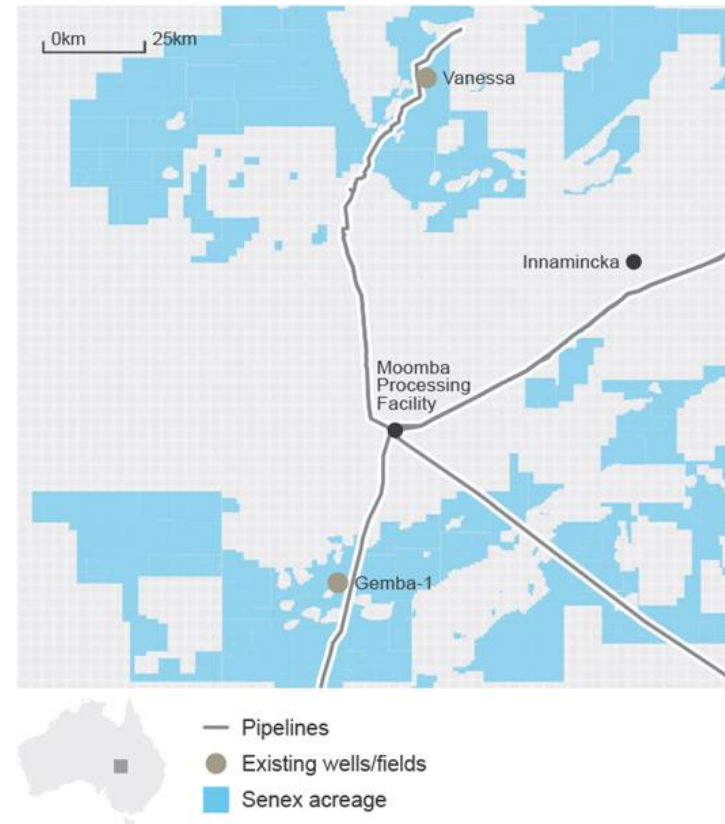 0km 25km
Vanessa
Innamincka
Moomba
Processing
Facility
Gemba-1
Pipelines
Existing wells/fields
Senex acreage